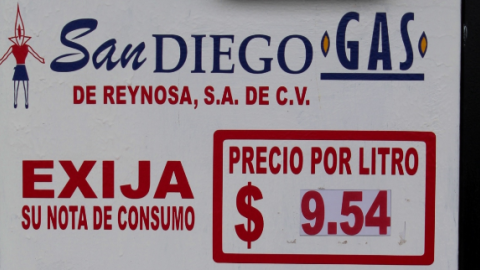 San DIEGO GAS
DE REYNOSA, S.A. DE C.V.
EXIJA
SU NOTA DE CONSUMO
PRECIO POR LITRO
$ 9.54